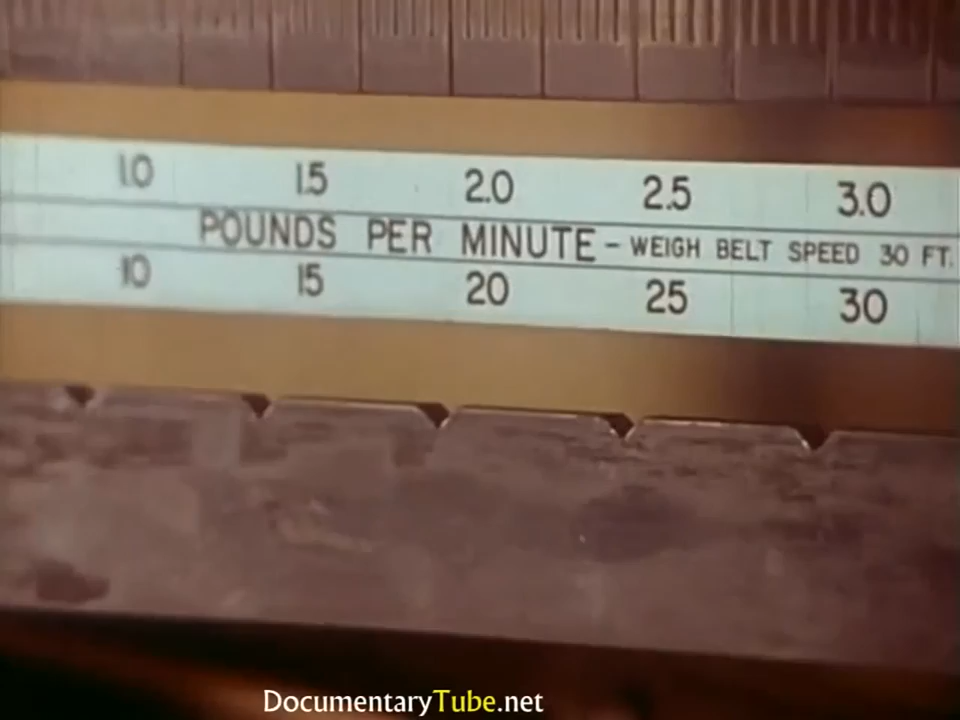 1.0 1.5 2.0 2.5 3.0
POUNDS PER MINUTE - WEIGH BELT SPEED 30 FT.
10 15 20 25 30
DocumentaryTube.net